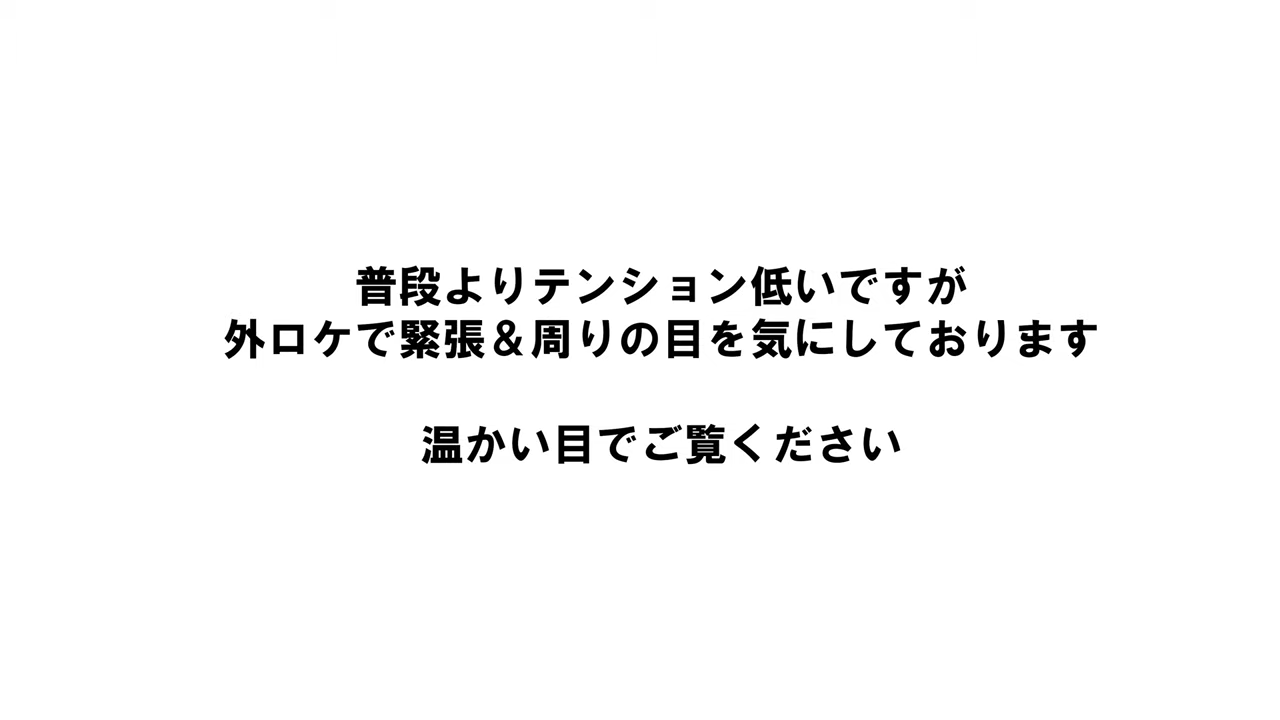 普段よりテンション低いですが
外ロケで緊張＆周りの目を気にしております
温かい目でご覧ください